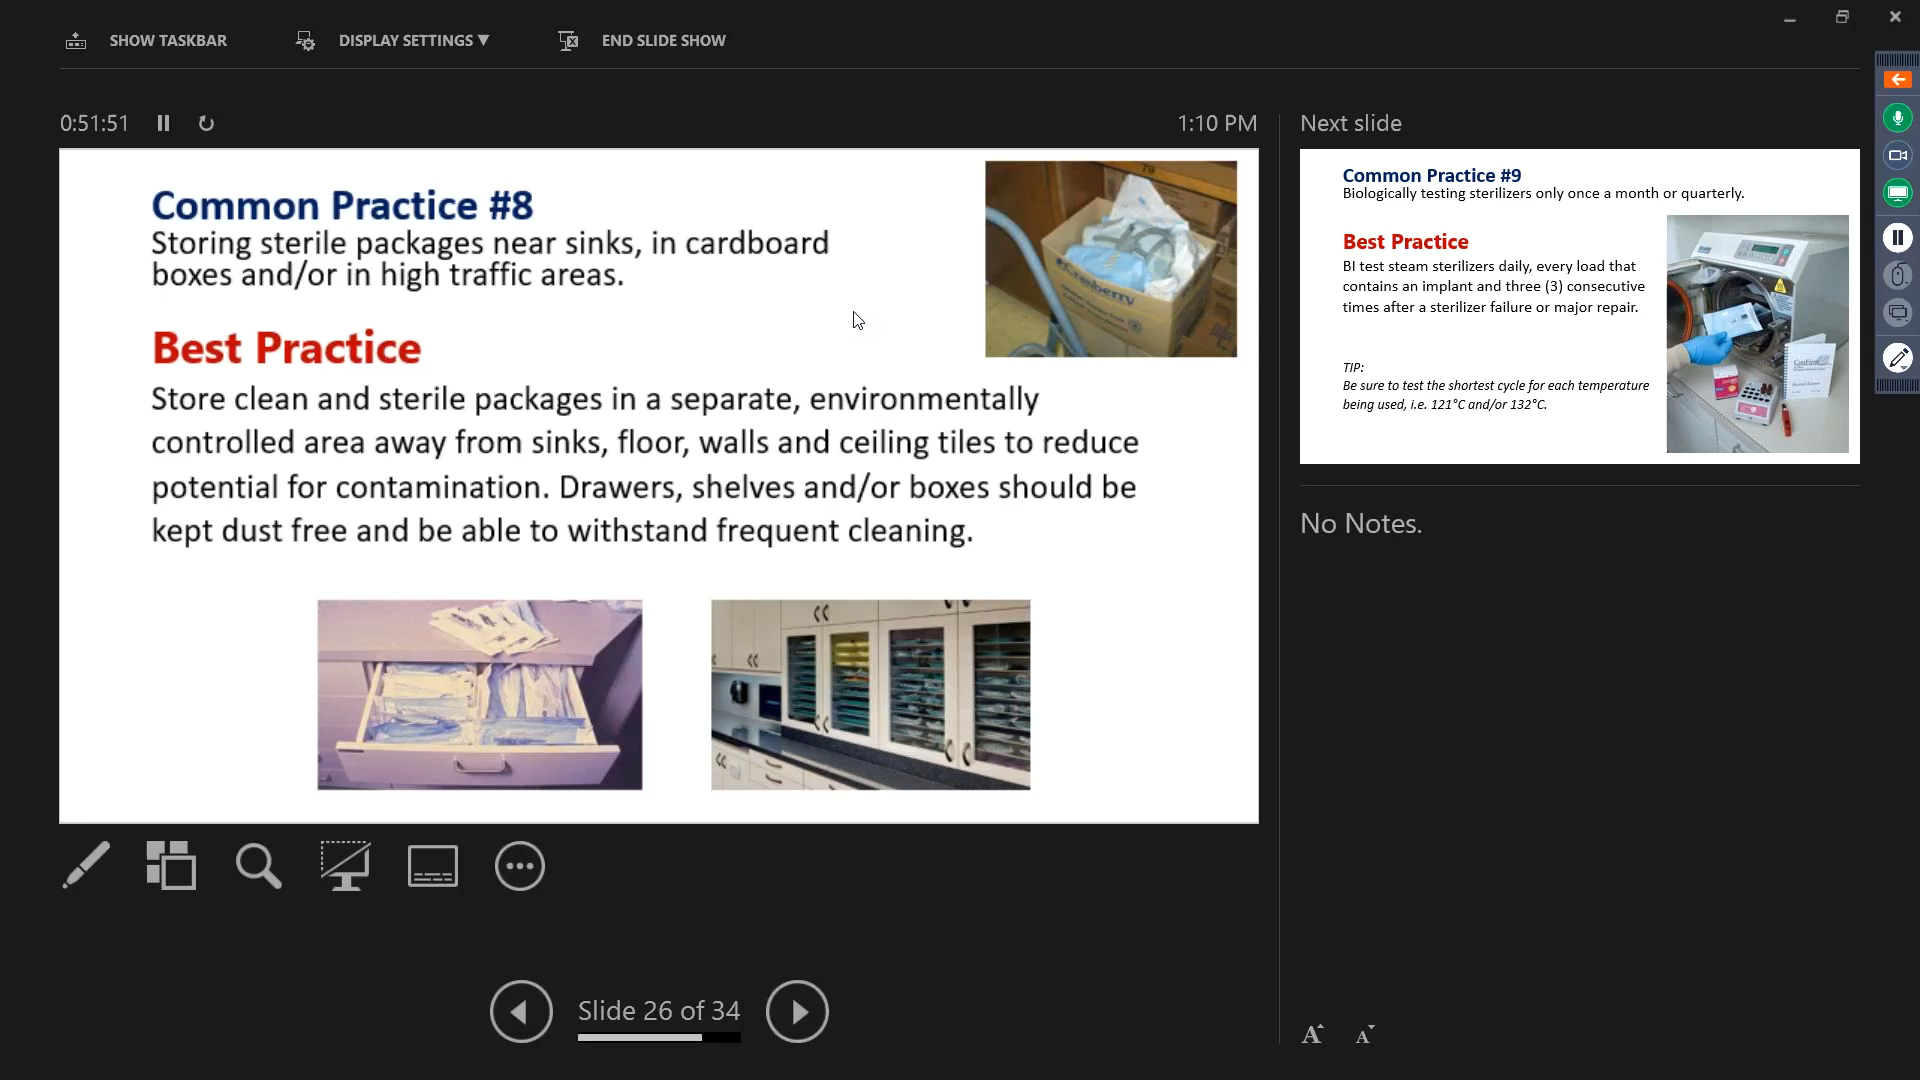 SHOW TASKBAR
DISPLAY SETTINGS ▼
END SLIDE SHOW
0:51:51
1:10 PM
Common Practice #8
Storing sterile packages near sinks, in cardboard
boxes and/or in high traffic areas.
Best Practice
Store clean and sterile packages in a separate, environmentally
controlled area away from sinks, floor, walls and ceiling tiles to reduce
potential for contamination. Drawers, shelves and/or boxes should be
kept dust free and be able to withstand frequent cleaning.
79
Cranberry
Slide 26 of 34
Next slide
Common Practice #9
Biologically testing sterilizers only once a month or quarterly.
Best Practice
BI test steam sterilizers daily, every load that
contains an implant and three (3) consecutive
times after a sterilizer failure or major repair.
TIP:
Be sure to test the shortest cycle for each temperature
being used, i.e. 121°C and/or 132°C.
No Notes.
A A